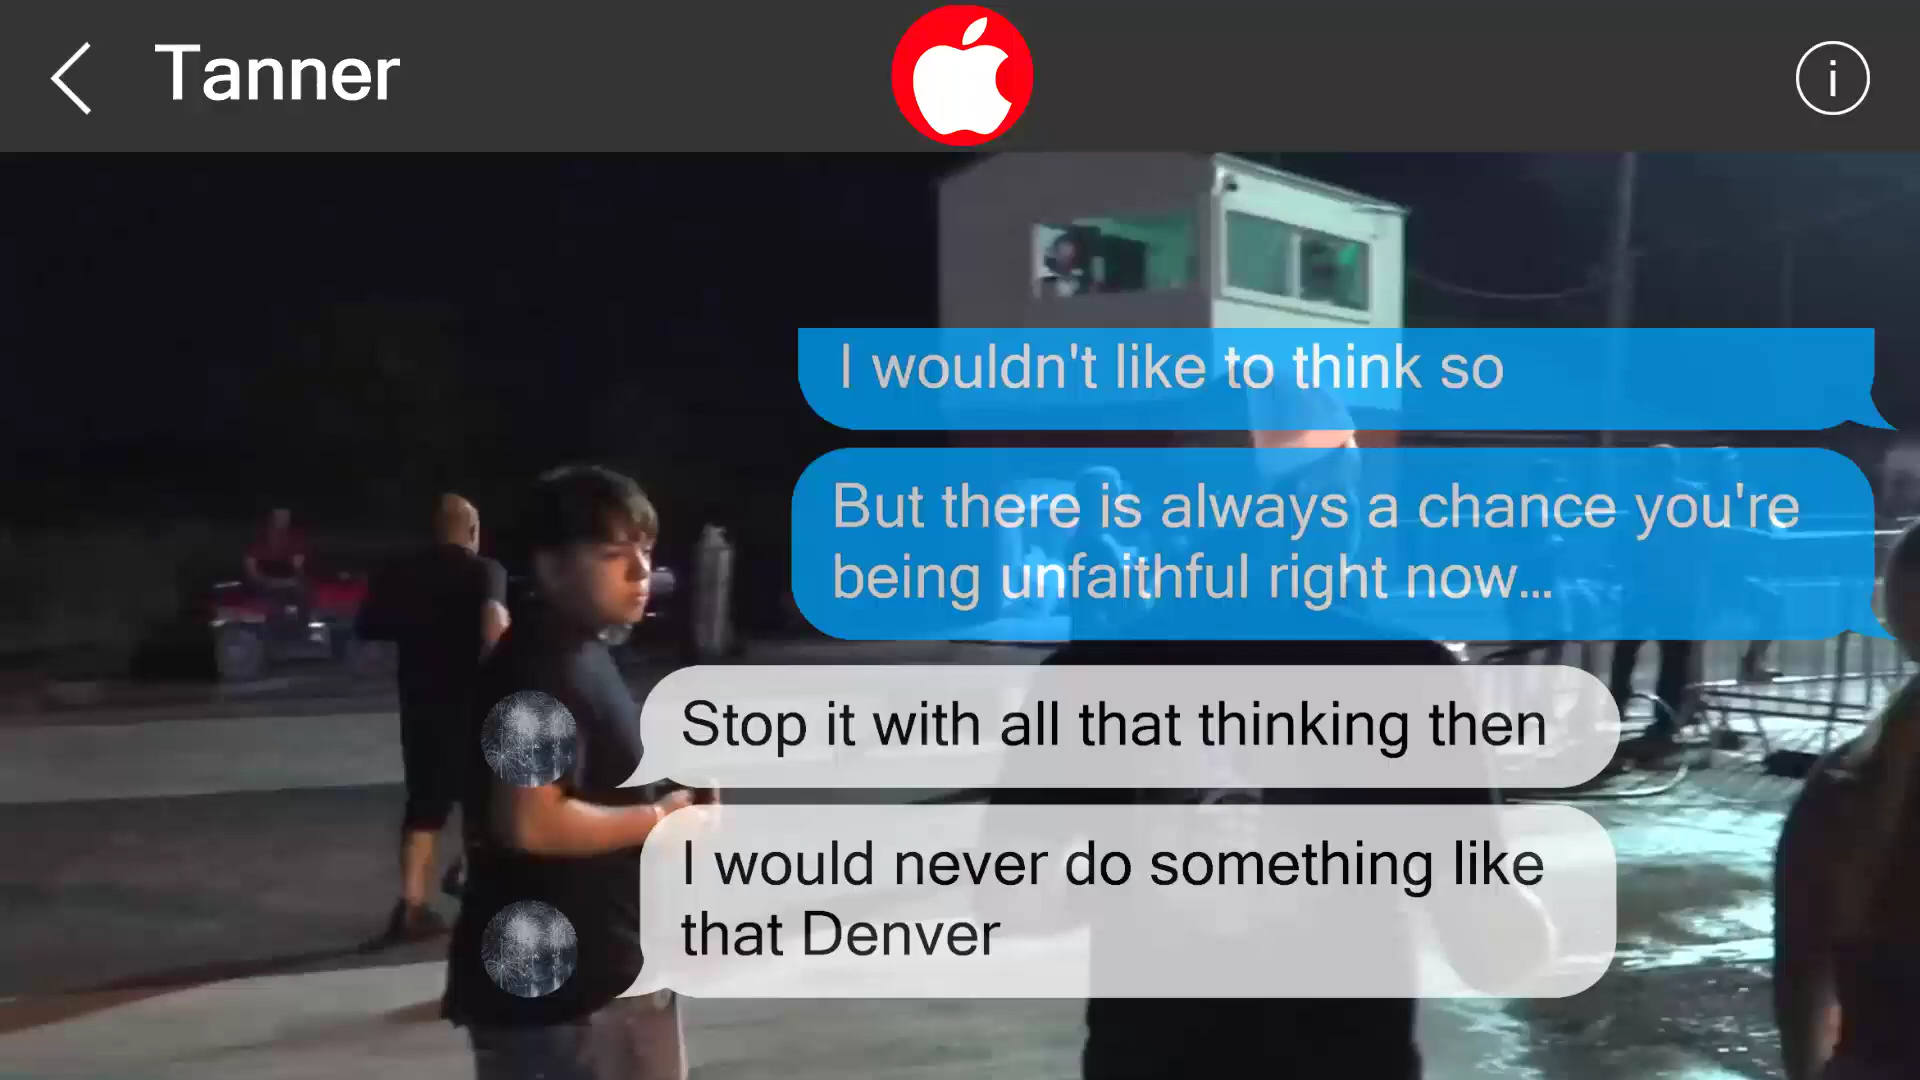 Tanner
i
I wouldn't like to think so
But there is always a chance you're
being unfaithful right now...
Stop it with all that thinking then
I would never do something like
that Denver